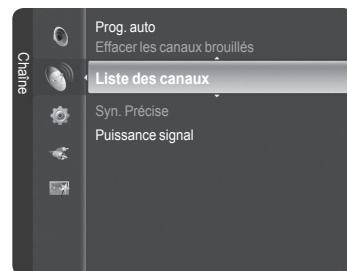 Chaîne
Prog. auto
Effacer les canaux brouillés
Liste des canaux
Syn. Précise
Puissance signal